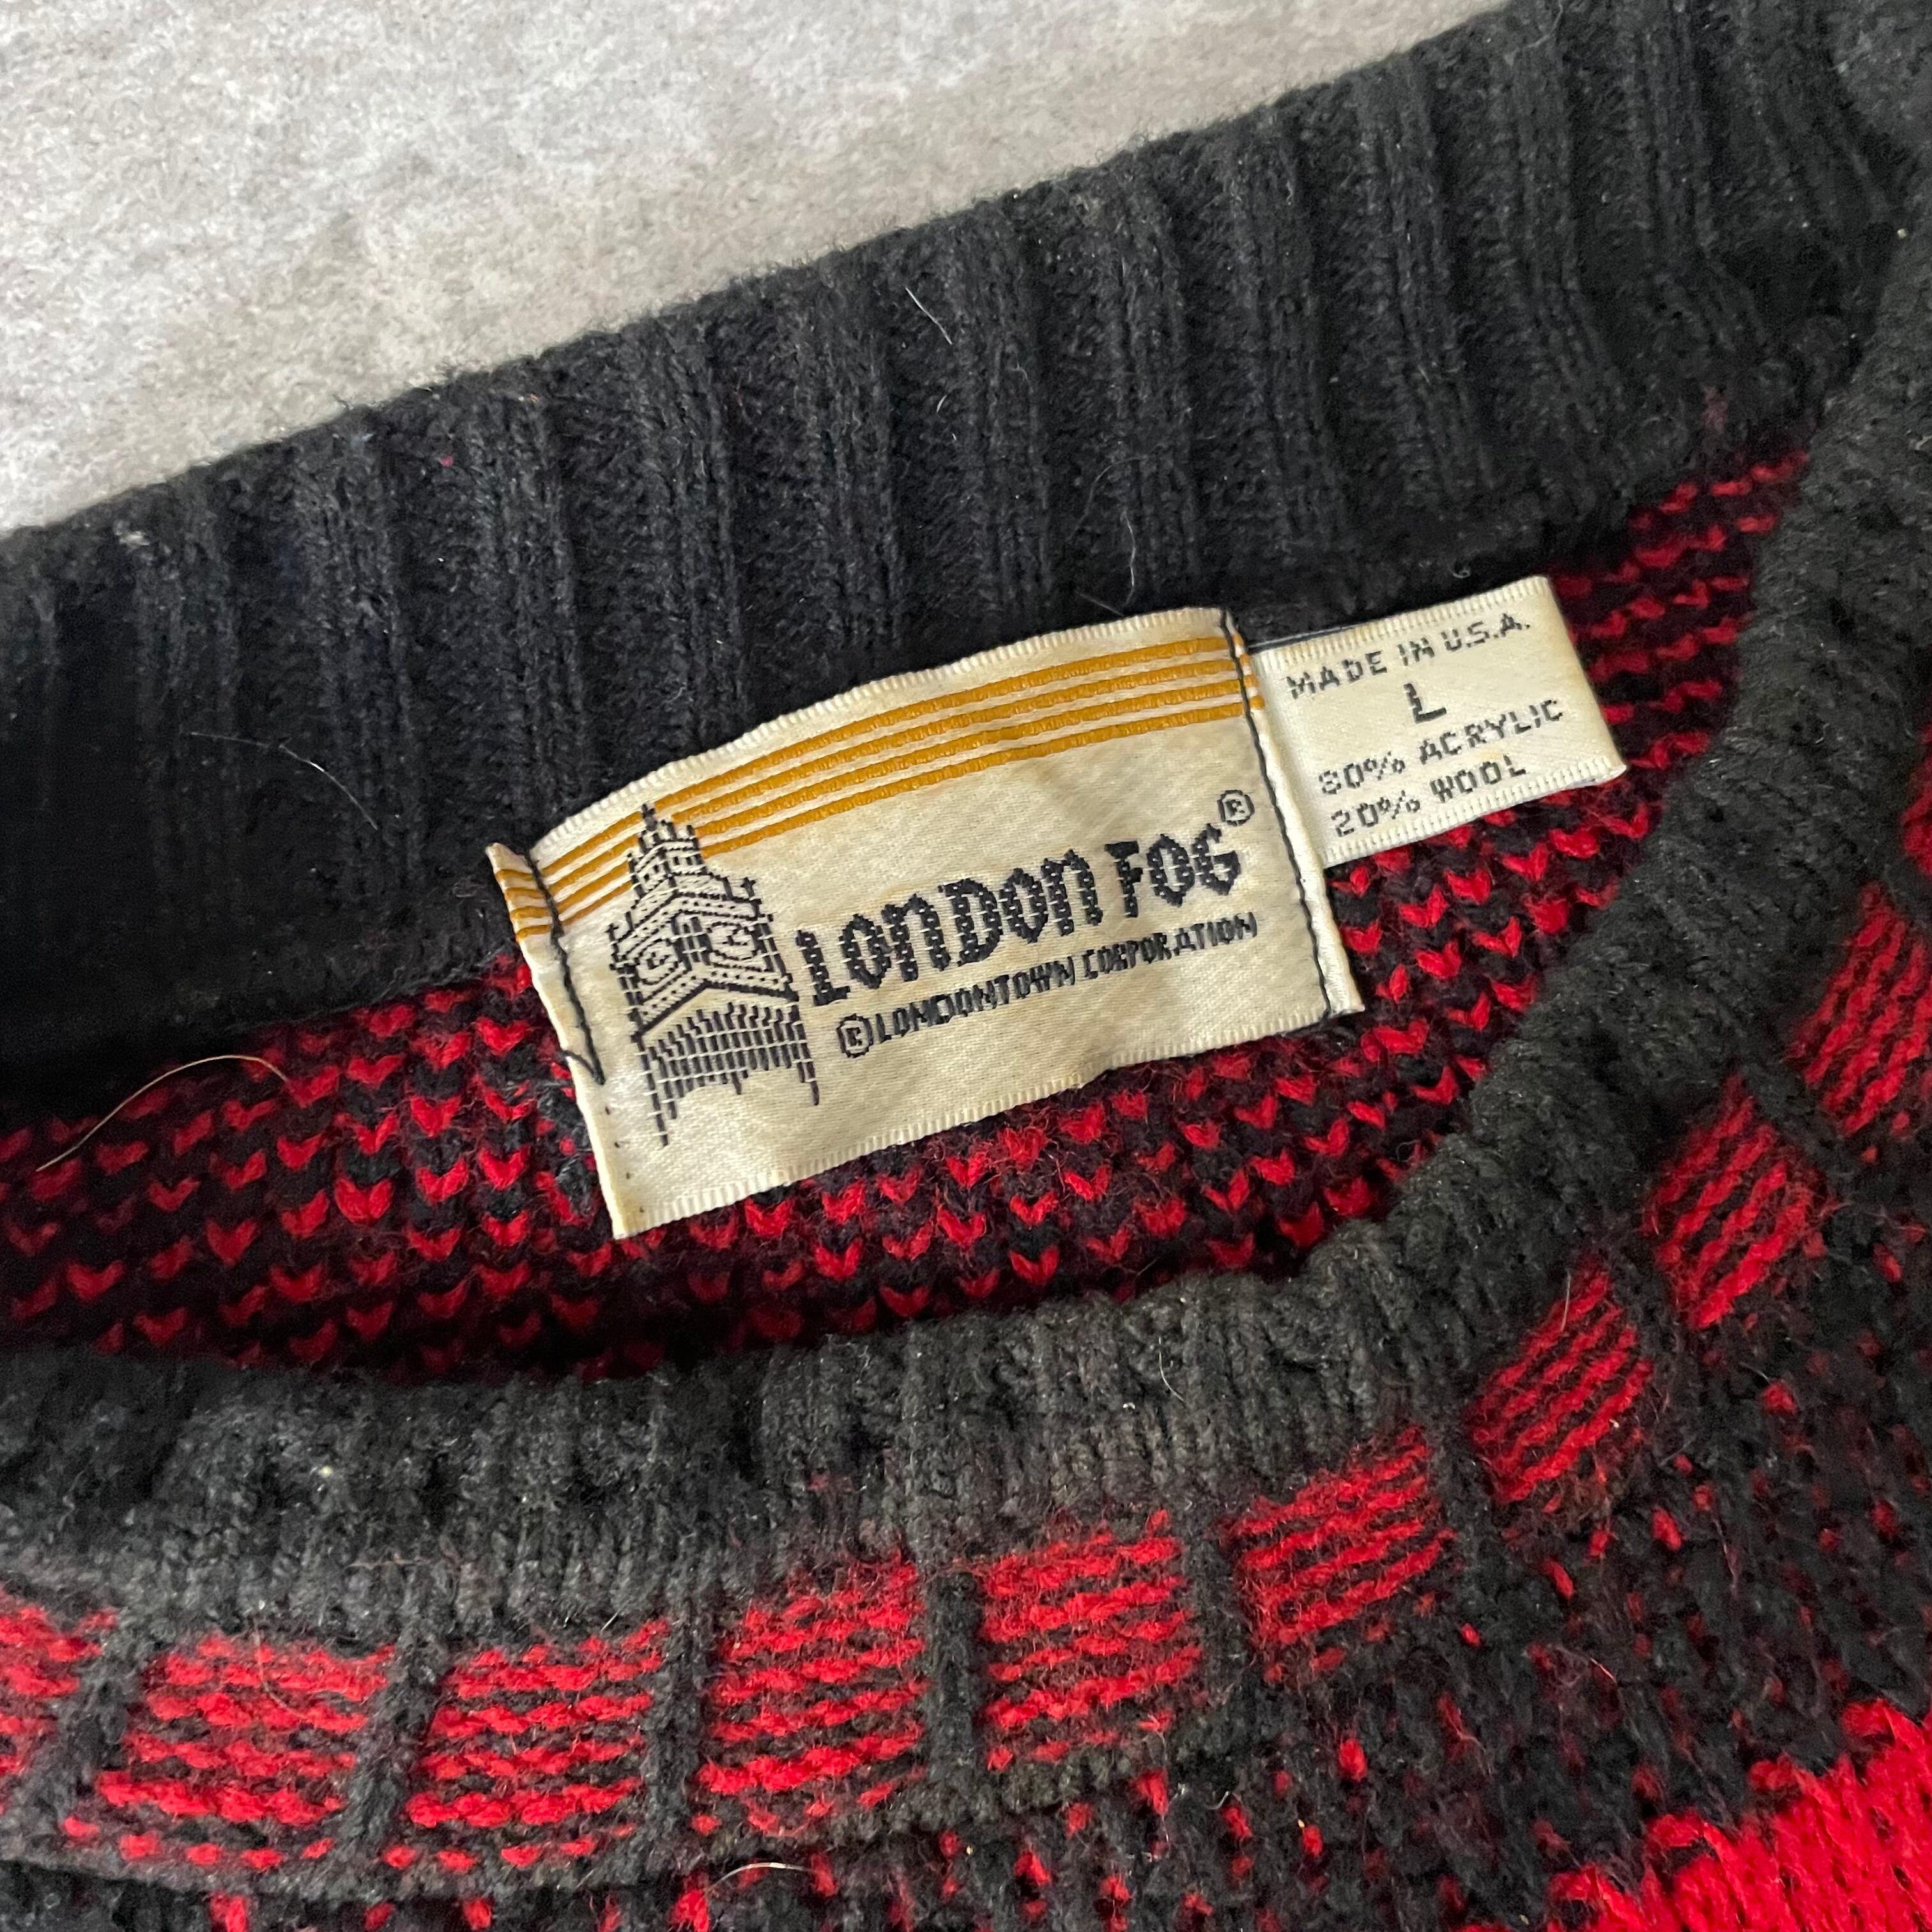 LONDON FOG®
®LONDONTOWN CORPORATION
MADE IN U.S.A.
L
80% ACRYLIC
20% WOOL